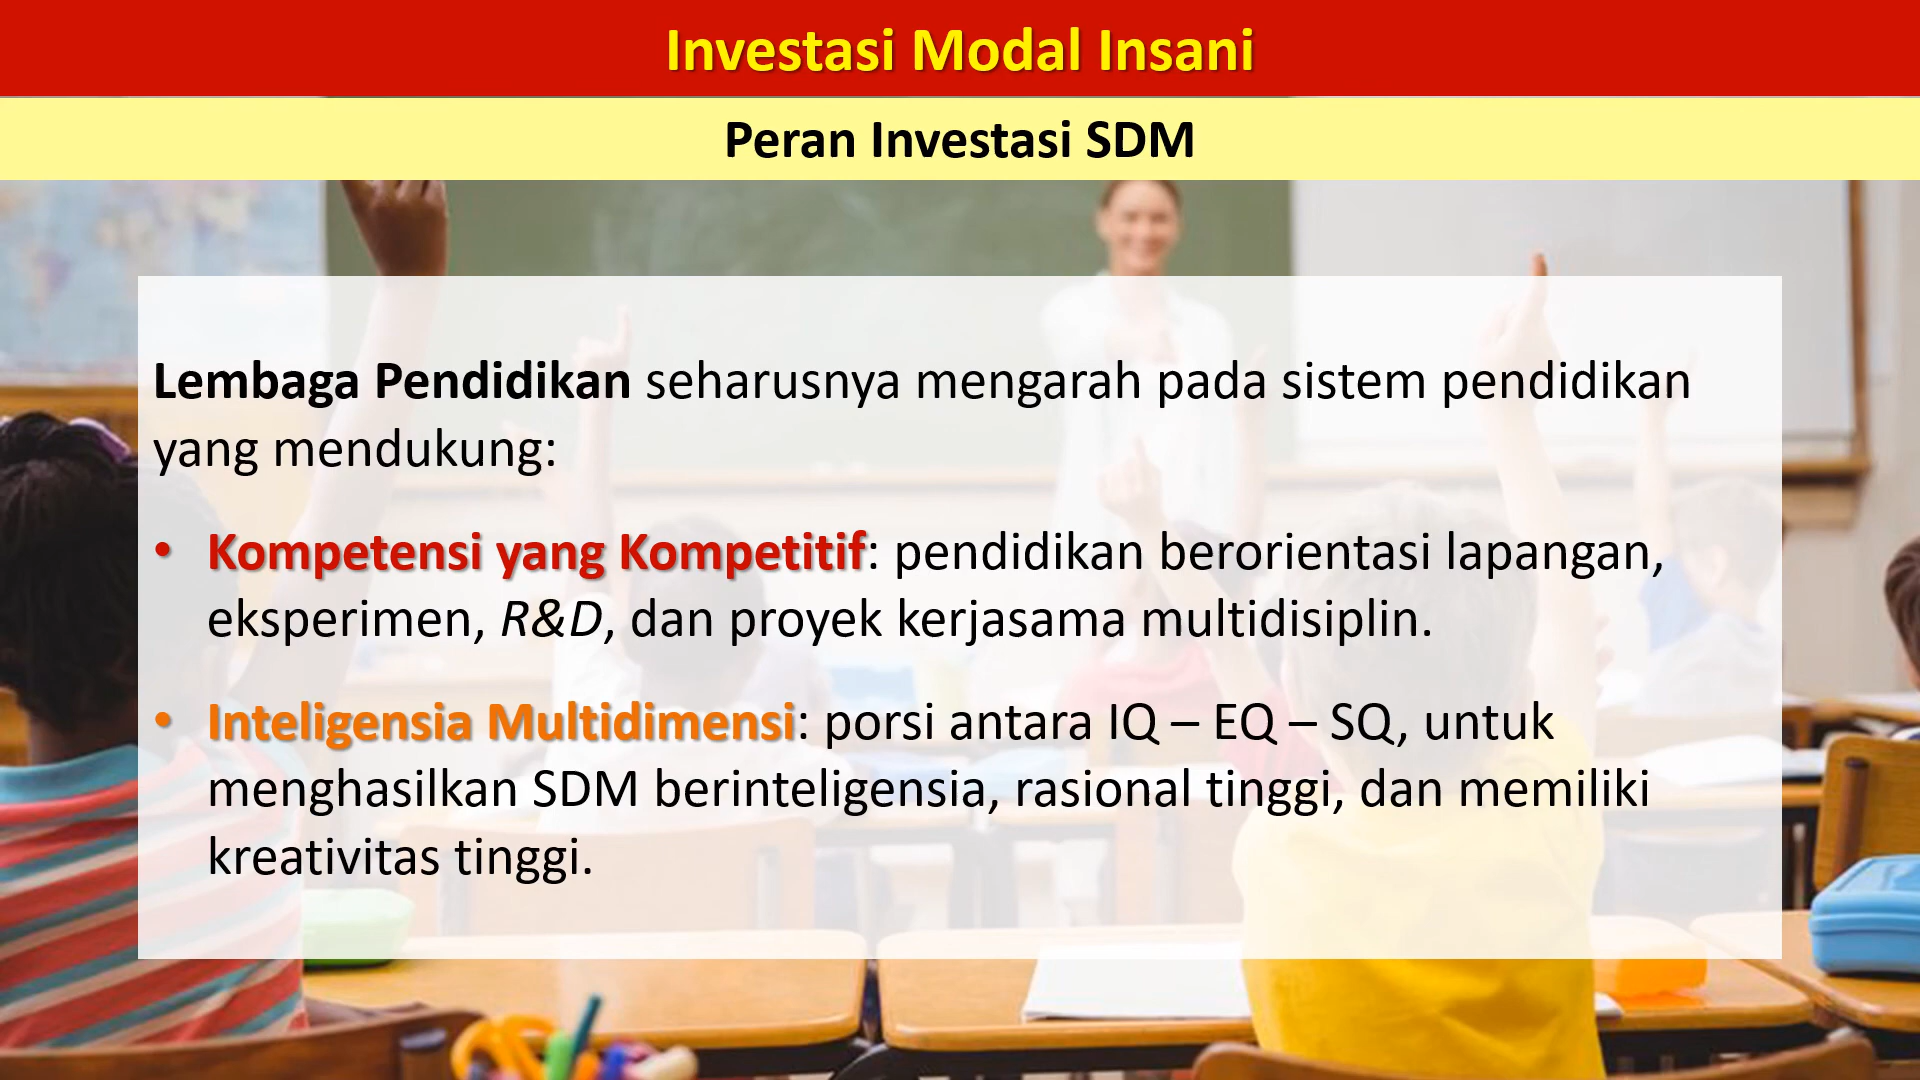 Investasi Modal Insani
Peran Investasi SDM
Lembaga Pendidikan seharusnya mengarah pada sistem pendidikan
yang mendukung:
• Kompetensi yang Kompetitif: pendidikan berorientasi lapangan,
eksperimen, R&D, dan proyek kerjasama multidisiplin.
• Inteligensia Multidimensi: porsi antara IQ – EQ – SQ, untuk
menghasilkan SDM berinteligensia, rasional tinggi, dan memiliki
kreativitas tinggi.